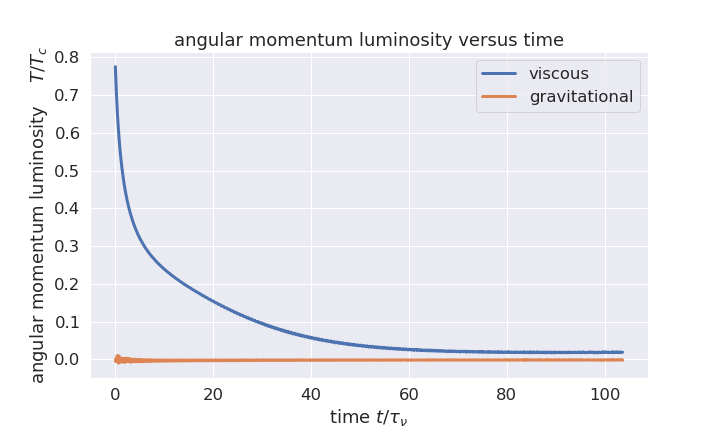 angular momentum luminosity versus time
angular momentum luminosity T/T_c
0.8
0.7
0.6
0.5
0.4
0.3
0.2
0.1
0.0
viscous
gravitational
0 20 40 60 80 100
time t/τ_ν